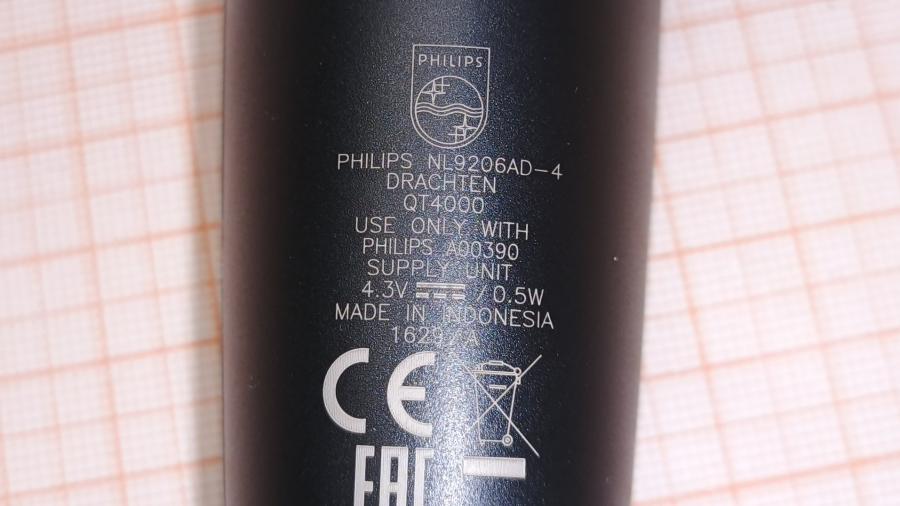 PHILIPS
PHILIPS NL9206AD-4
DRACHTEN
QT4000
USE ONLY WITH
PHILIPS A00390
SUPPLY UNIT
4.3V / 0.5W
MADE IN INDONESIA
CE
EAC